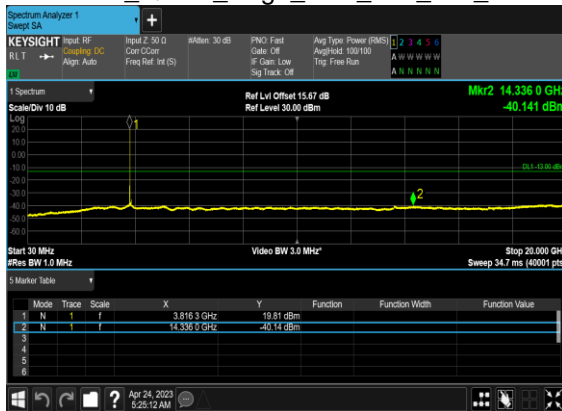 Spectrum Analyzer 1
Swept SA
KEYSIGHT Input: RF Input Z: 50 Ω #Atten: 30 dB PNO: Fast Avg Type: Power (RMS) 1 2 3 4 5 6
RLT Coupling: DC Corr CCorr Gate: Off Avg|Hold: 100/100 A W W W W W
Align: Auto Freq Ref: Int (S) IF Gain: Low Trig: Free Run
Sig Track: Off A N N N N N
1 Spectrum Ref Lvl Offset 15.67 dB Mkr2 14.336 0 GHz
Scale/Div 10 dB Ref Level 30.00 dBm -40.141 dBm
Log
20.0
10.0
0.00
-10.0
-20.0
-30.0
-40.0
-50.0
-60.0
1
DL1 -13.00 dBm
2
Start 30 MHz Video BW 3.0 MHz* Stop 20.000 GHz
#Res BW 1.0 MHz Sweep 34.7 ms (40001 pts)
5 Marker Table
Mode Trace Scale X Y Function Function Width Function Value
1 N 1 f 3.816 3 GHz 19.81 dBm
2 N 1 f 14.336 0 GHz -40.14 dBm
3
4
5
6
Apr 24, 2023
5:25:12 AM